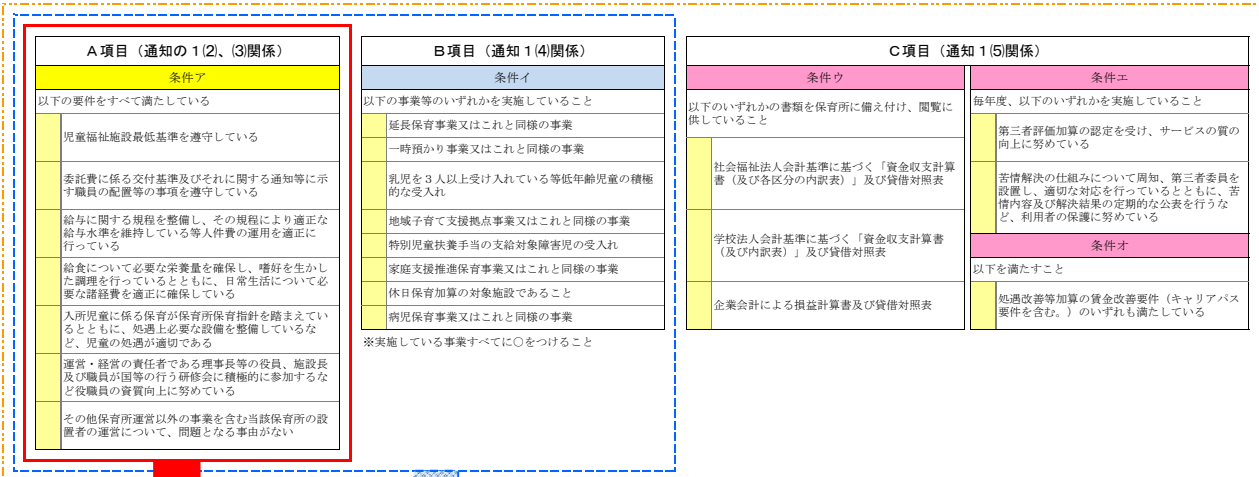 A項目（通知の１⑵、⑶関係）
条件ア
以下の要件をすべて満たしている
児童福祉施設最低基準を遵守している
委託費に係る交付基準及びそれに関する通知等に示
す職員の配置等の事項を遵守している
給与に関する規程を整備し、その規程により適正な
給与水準を維持している等人件費の運用を適正に
行っている
給食について必要な栄養量を確保し、嗜好を生かし
た調理を行っているとともに、日常生活について必
要な諸経費を適正に確保している
入所児童に係る保育が保育所保育指針を踏まえてい
るとともに、処遇上必要な設備を整備しているな
ど、児童の処遇が適切である
運営・経営の責任者である理事長等の役員、施設長
及び職員が国等の行う研修会に積極的に参加するな
ど役職員の資質向上に努めている
その他保育所運営以外の事業を含む当該保育所の設
置者の運営について、問題となる事由がない
B項目（通知１⑷関係）
条件イ
以下の事業等のいずれかを実施していること
延長保育事業又はこれと同様の事業
一時預かり事業又はこれと同様の事業
乳児を３人以上受け入れている等低年齢児童の積極
的な受入れ
地域子育て支援拠点事業又はこれと同様の事業
特別児童扶養手当の支給対象障害児の受入れ
家庭支援推進保育事業又はこれと同様の事業
休日保育加算の対象施設であること
病児保育事業又はこれと同様の事業
※実施している事業すべてに○をつけること
C項目（通知１⑸関係）
条件ウ
以下のいずれかの書類を保育所に備え付け、閲覧に
供していること
社会福祉法人会計基準に基づく「資金収支計算
書（及び各区分の内訳表）」及び貸借対照表
学校法人会計基準に基づく「資金収支計算書
（及び内訳表）」及び貸借対照表
企業会計による損益計算書及び貸借対照表
条件エ
毎年度、以下のいずれかを実施していること
第三者評価加算の認定を受け、サービスの質の
向上に努めている
苦情解決の仕組みについて周知、第三者委員を
設置し、適切な対応を行っているとともに、苦
情内容及び解決結果の定期的な公表を行うな
ど、利用者の保護に努めている
条件オ
以下を満たすこと
処遇改善等加算の賃金改善要件（キャリアパス
要件を含む。）のいずれも満たしている